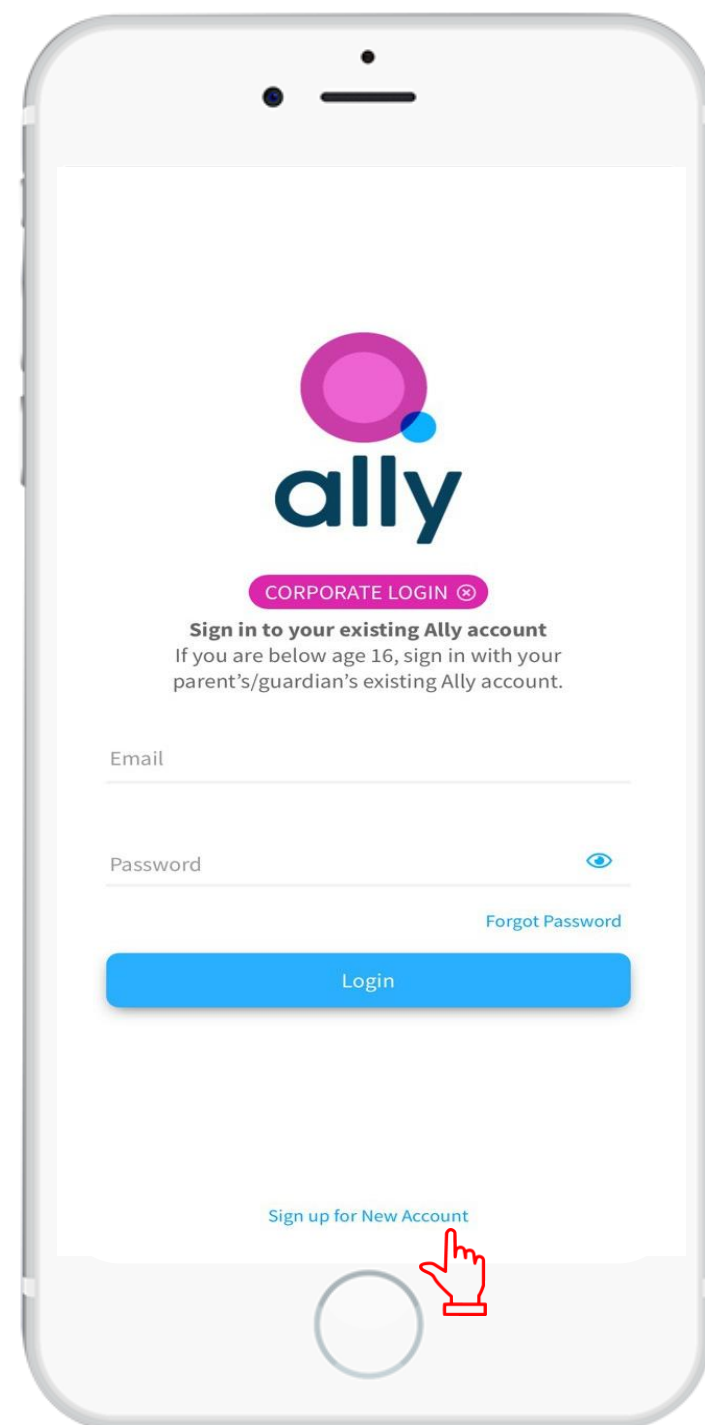 ally
CORPORATE LOGIN
Sign in to your existing Ally account
If you are below age 16, sign in with your
parent’s/guardian’s existing Ally account.
Email
Password
Forgot Password
Login
Sign up for New Account